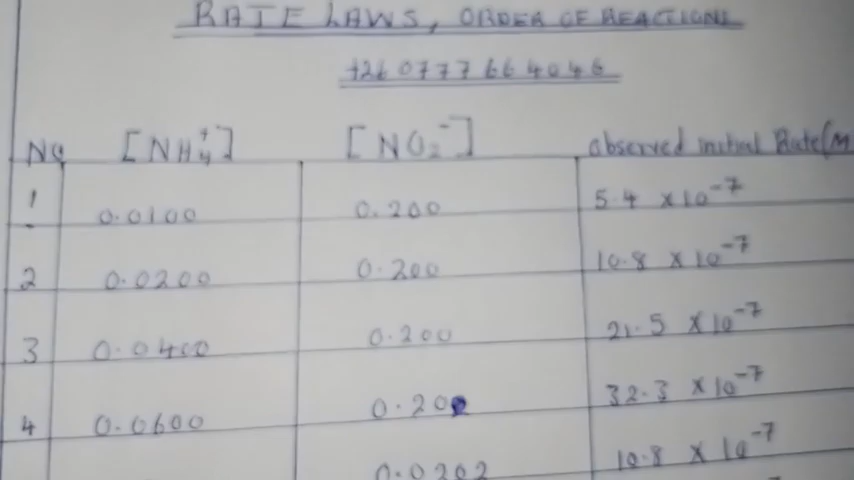 RATE LAWS, ORDER OF REACTIONS
+260777664046
No [NH₄⁺] [NO₂⁻] observed initial Rate(M
1 0.0100 0.200 5.4 x10⁻⁷
2 0.0200 0.200 10.8 x10⁻⁷
3 0.0400 0.200 21.5 x10⁻⁷
4 0.0600 0.20 32.3 x10⁻⁷
0.0202 10.8 x 10⁻⁷